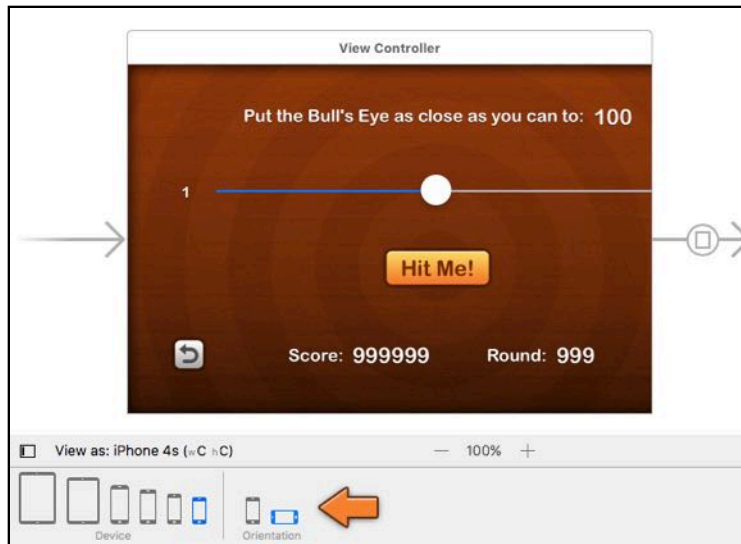 View Controller
Put the Bull's Eye as close as you can to: 100
1
Hit Me!
Score: 999999 Round: 999
View as: iPhone 4s (wC hC) — 100% +
Device Orientation